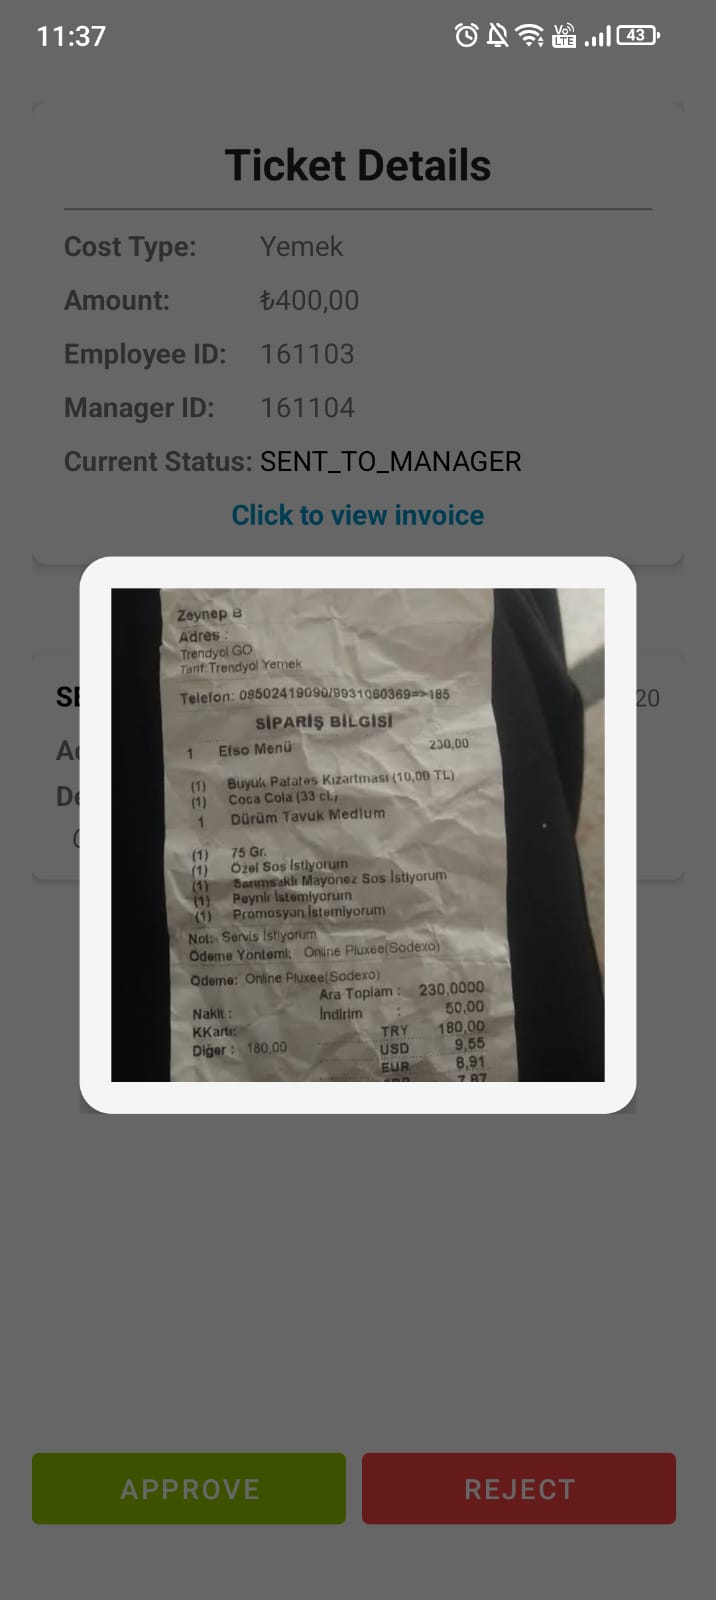 11:37
Vo))
LTE
43
Ticket Details
Cost Type: Yemek
Amount: ₺400,00
Employee ID: 161103
Manager ID: 161104
Current Status: SENT_TO_MANAGER
Click to view invoice
20
Zeynep B
Adres :
Trendyol GO
Tarif:Trendyol Yemek
Telefon: 08502419090/9931060369=>185
SİPARİŞ BİLGİSİ
1 Efso Menü 230,00
(1) Büyük Patates Kızartması (10,00 TL)
(1) Coca Cola (33 cl.)
1 Dürüm Tavuk Medium
(1) 75 Gr.
(1) Özel Sos İstiyorum
(1) Sarımsaklı Mayonez Sos İstiyorum
(1) Peynir İstemiyorum
(1) Promosyon İstemiyorum
Not: Servis İstiyorum
Ödeme Yöntemi: Online Pluxee(Sodexo)
Ödeme: Online Pluxee(Sodexo)
Ara Toplam : 230,0000
Nakit : İndirim : 50,00
KKartı: TRY 180,00
Diğer : 180,00 USD 9,55
EUR 8,91
7,87
APPROVE
REJECT